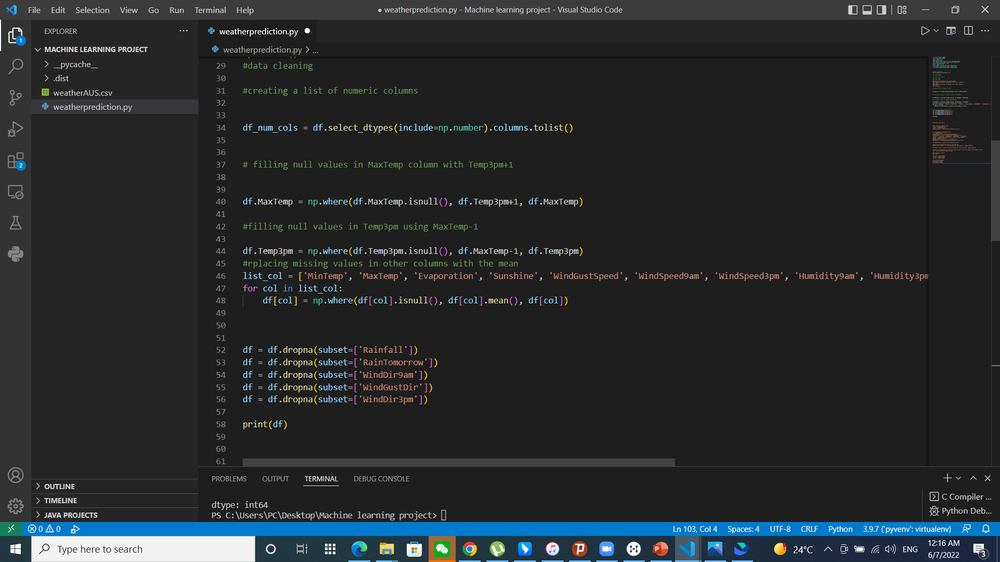 File Edit Selection View Go Run Terminal Help
● weatherprediction.py - Machine learning project - Visual Studio Code
EXPLORER
MACHINE LEARNING PROJECT
__pycache__
.dist
weatherAUS.csv
weatherprediction.py
OUTLINE
TIMELINE
JAVA PROJECTS
1
2
weatherprediction.py
weatherprediction.py > ...
29 #data cleaning
30
31 #creating a list of numeric columns
32
33
34 df_num_cols = df.select_dtypes(include=np.number).columns.tolist()
35
36
37 # filling null values in MaxTemp column with Temp3pm+1
38
39
40 df.MaxTemp = np.where(df.MaxTemp.isnull(), df.Temp3pm+1, df.MaxTemp)
41
42 #filling null values in Temp3pm using MaxTemp-1
43
44 df.Temp3pm = np.where(df.Temp3pm.isnull(), df.MaxTemp-1, df.Temp3pm)
45 #rplacing missing values in other columns with the mean
46 list_col = ['MinTemp', 'MaxTemp', 'Evaporation', 'Sunshine', 'WindGustSpeed', 'WindSpeed9am', 'WindSpeed3pm', 'Humidity9am', 'Humidity3pm
47 for col in list_col:
48     df[col] = np.where(df[col].isnull(), df[col].mean(), df[col])
49
50
51
52 df = df.dropna(subset=['Rainfall'])
53 df = df.dropna(subset=['RainTomorrow'])
54 df = df.dropna(subset=['WindDir9am'])
55 df = df.dropna(subset=['WindGustDir'])
56 df = df.dropna(subset=['WindDir3pm'])
57
58 print(df)
59
60
61
PROBLEMS OUTPUT TERMINAL DEBUG CONSOLE
dtype: int64
PS C:\Users\PC\Desktop\Machine learning project>
C Compiler ...
Python Deb...
0 0
Ln 103, Col 4 Spaces: 4 UTF-8 CRLF Python 3.9.7 ('pyvenv': virtualenv)
Type here to search
24°C
ENG
12:16 AM
6/7/2022
3